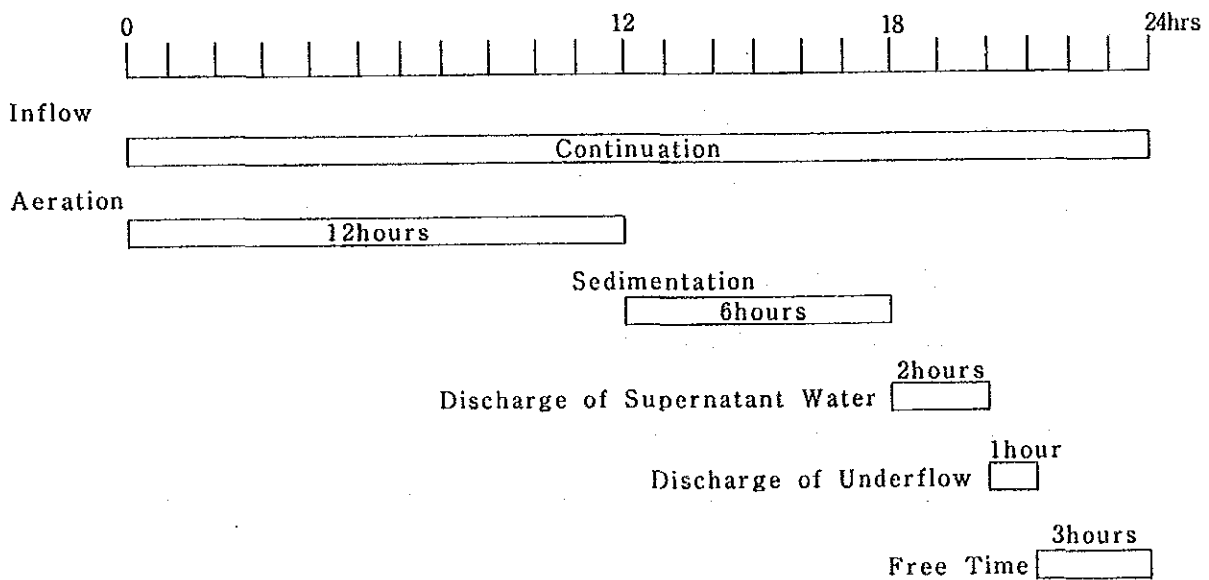 0 12 18 24hrs
Inflow
Continuation
Aeration
12hours
Sedimentation
6hours
2hours
Discharge of Supernatant Water
1hour
Discharge of Underflow
3hours
Free Time